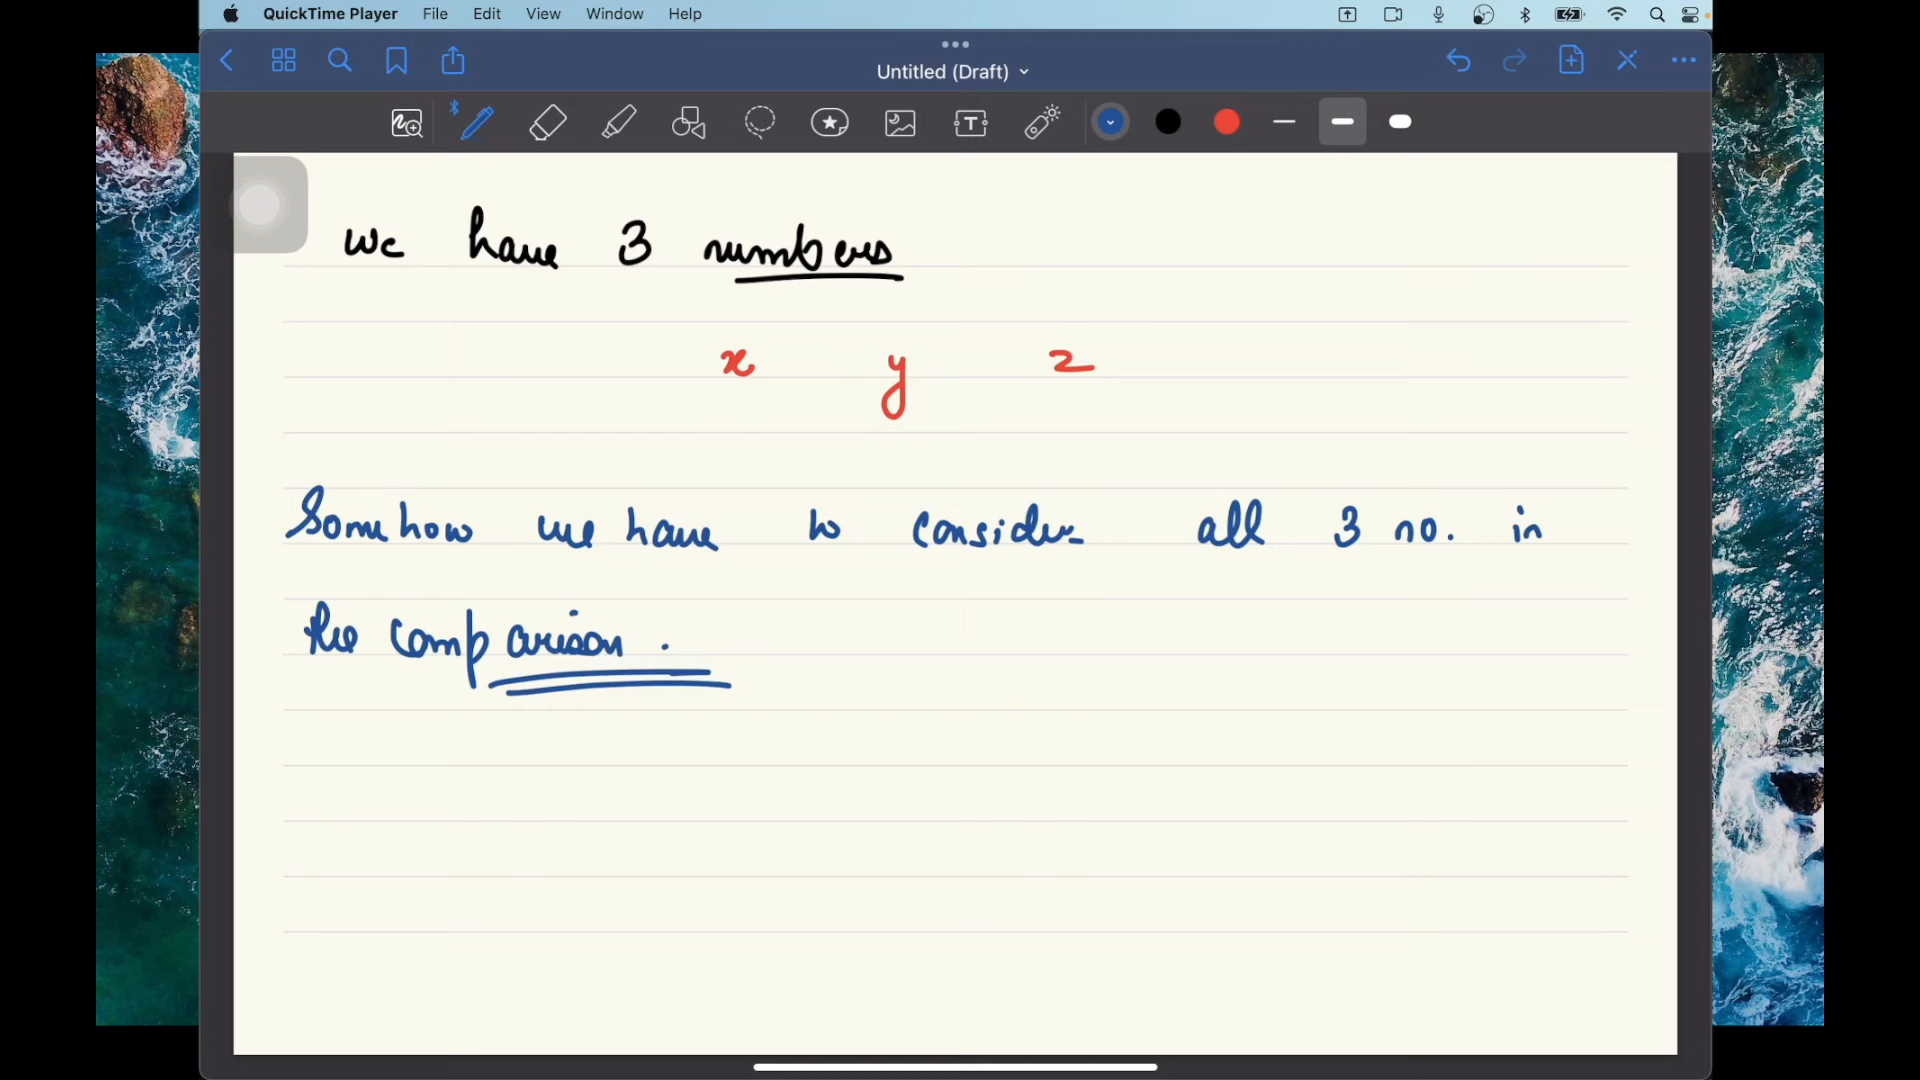 QuickTime Player File Edit View Window Help
Untitled (Draft)
T
we have 3 numbers
x y z
Somehow we have to consider all 3 no. in
the comparison.